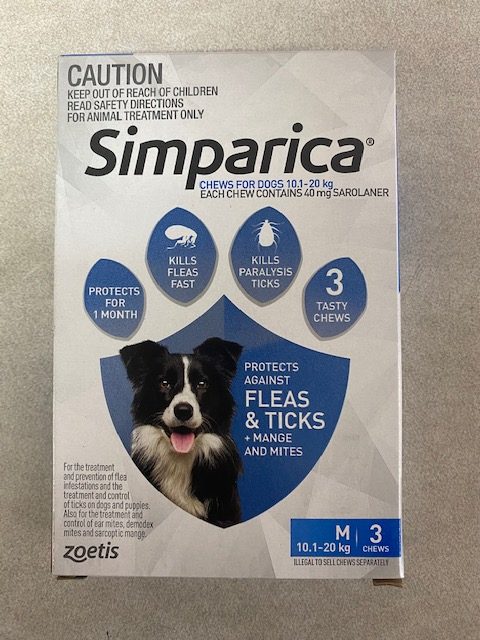 CAUTION
KEEP OUT OF REACH OF CHILDREN
READ SAFETY DIRECTIONS
FOR ANIMAL TREATMENT ONLY
Simparica®
CHEWS FOR DOGS 10.1-20 kg
EACH CHEW CONTAINS 40 mg SAROLANER
PROTECTS
FOR
1 MONTH
KILLS
FLEAS
FAST
KILLS
PARALYSIS
TICKS
3
TASTY
CHEWS
PROTECTS
AGAINST
FLEAS
& TICKS
+ MANGE
AND MITES
For the treatment
and prevention of flea
infestations and the
treatment and control
of ticks on dogs and puppies.
Also for the treatment and
control of ear mites, demodex
mites and sarcoptic mange.
zoetis
M
10.1-20 kg
3
CHEWS
ILLEGAL TO SELL CHEWS SEPARATELY